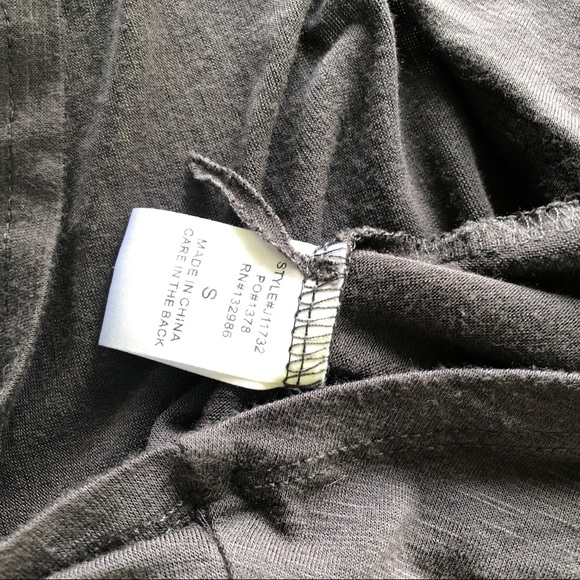 STYLE#J11732
PO#1378
RN#132986
S
MADE IN CHINA
CARE IN THE BACK